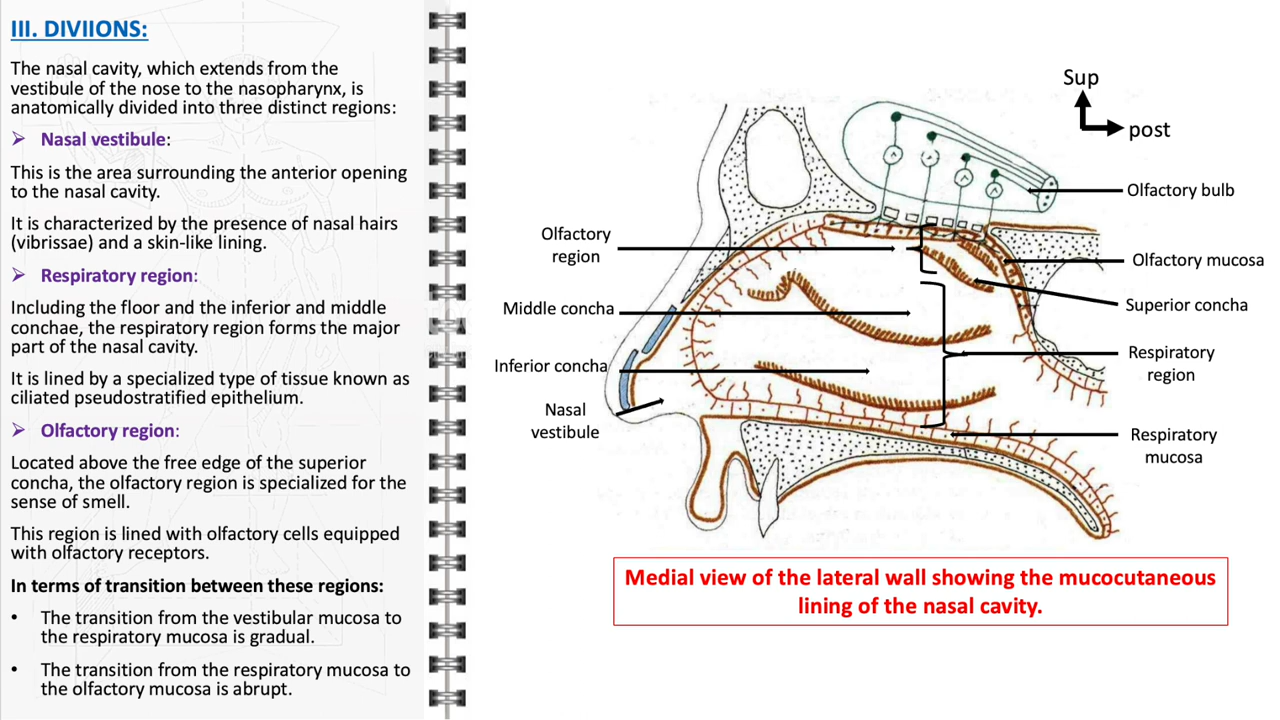 III. DIVIIONS:
The nasal cavity, which extends from the
vestibule of the nose to the nasopharynx, is
anatomically divided into three distinct regions:
➢ Nasal vestibule:
This is the area surrounding the anterior opening
to the nasal cavity.
It is characterized by the presence of nasal hairs
(vibrissae) and a skin-like lining.
➢ Respiratory region:
Including the floor and the inferior and middle
conchae, the respiratory region forms the major
part of the nasal cavity.
It is lined by a specialized type of tissue known as
ciliated pseudostratified epithelium.
➢ Olfactory region:
Located above the free edge of the superior
concha, the olfactory region is specialized for the
sense of smell.
This region is lined with olfactory cells equipped
with olfactory receptors.
In terms of transition between these regions:
• The transition from the vestibular mucosa to
the respiratory mucosa is gradual.
• The transition from the respiratory mucosa to
the olfactory mucosa is abrupt.
Sup
post
Olfactory bulb
Olfactory
region
Olfactory mucosa
Superior concha
Middle concha
Respiratory
region
Inferior concha
Nasal
vestibule
Respiratory
mucosa
Medial view of the lateral wall showing the mucocutaneous
lining of the nasal cavity.